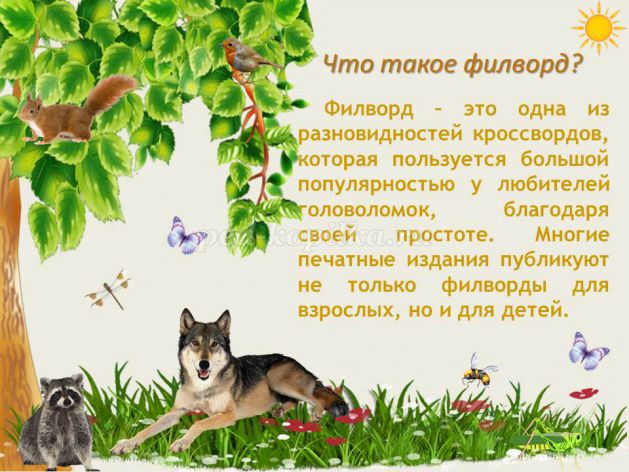 Что такое филворд?
Филворд - это одна из
разновидностей кроссвордов,
которая пользуется большой
популярностью у любителей
головоломок, благодаря
своей простоте. Многие
печатные издания публикуют
не только филворды для
взрослых, но и для детей.